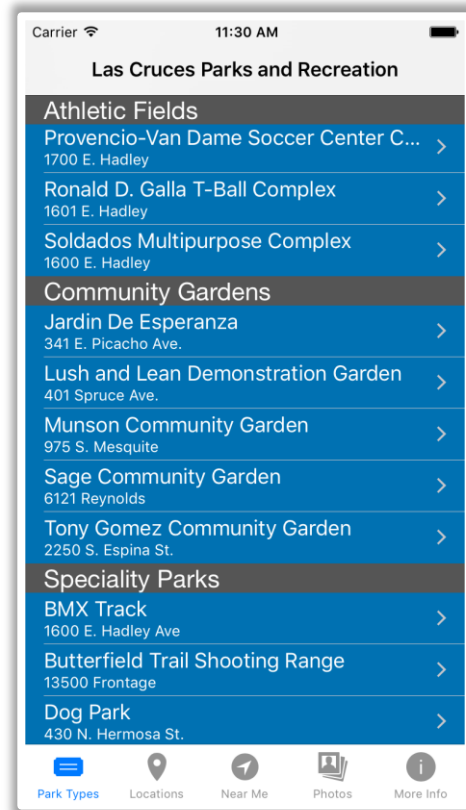 Carrier 11:30 AM
Las Cruces Parks and Recreation
Athletic Fields
Provencio-Van Dame Soccer Center C...
1700 E. Hadley
Ronald D. Galla T-Ball Complex
1601 E. Hadley
Soldados Multipurpose Complex
1600 E. Hadley
Community Gardens
Jardin De Esperanza
341 E. Picacho Ave.
Lush and Lean Demonstration Garden
401 Spruce Ave.
Munson Community Garden
975 S. Mesquite
Sage Community Garden
6121 Reynolds
Tony Gomez Community Garden
2250 S. Espina St.
Speciality Parks
BMX Track
1600 E. Hadley Ave
Butterfield Trail Shooting Range
13500 Frontage
Dog Park
430 N. Hermosa St.
Park Types Locations Near Me Photos More Info